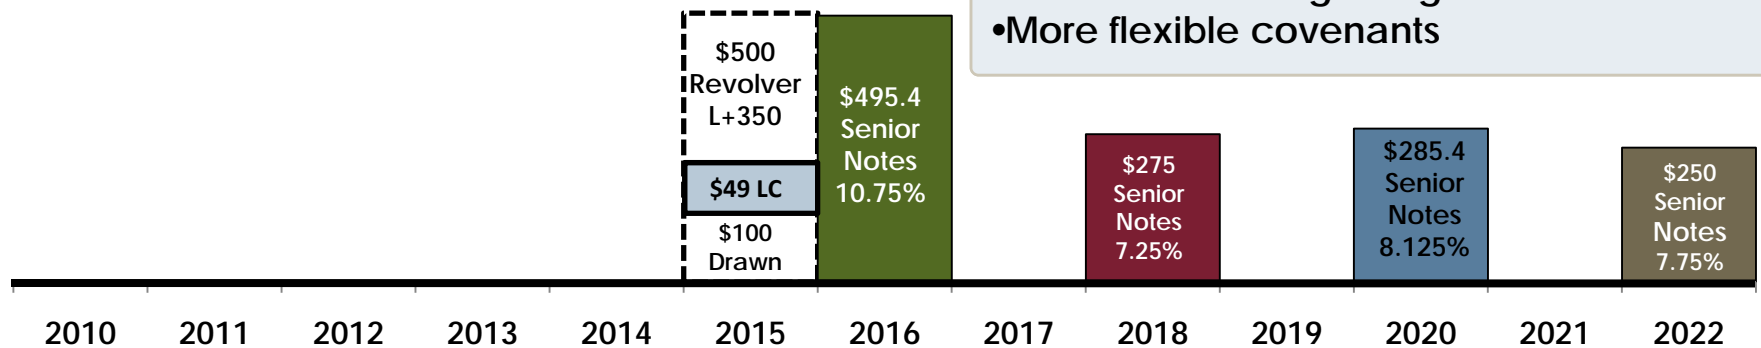 •More flexible covenants
$500
Revolver
L+350
$49 LC
$100
Drawn
$495.4
Senior
Notes
10.75%
$275
Senior
Notes
7.25%
$285.4
Senior
Notes
8.125%
$250
Senior
Notes
7.75%
2010 2011 2012 2013 2014 2015 2016 2017 2018 2019 2020 2021 2022